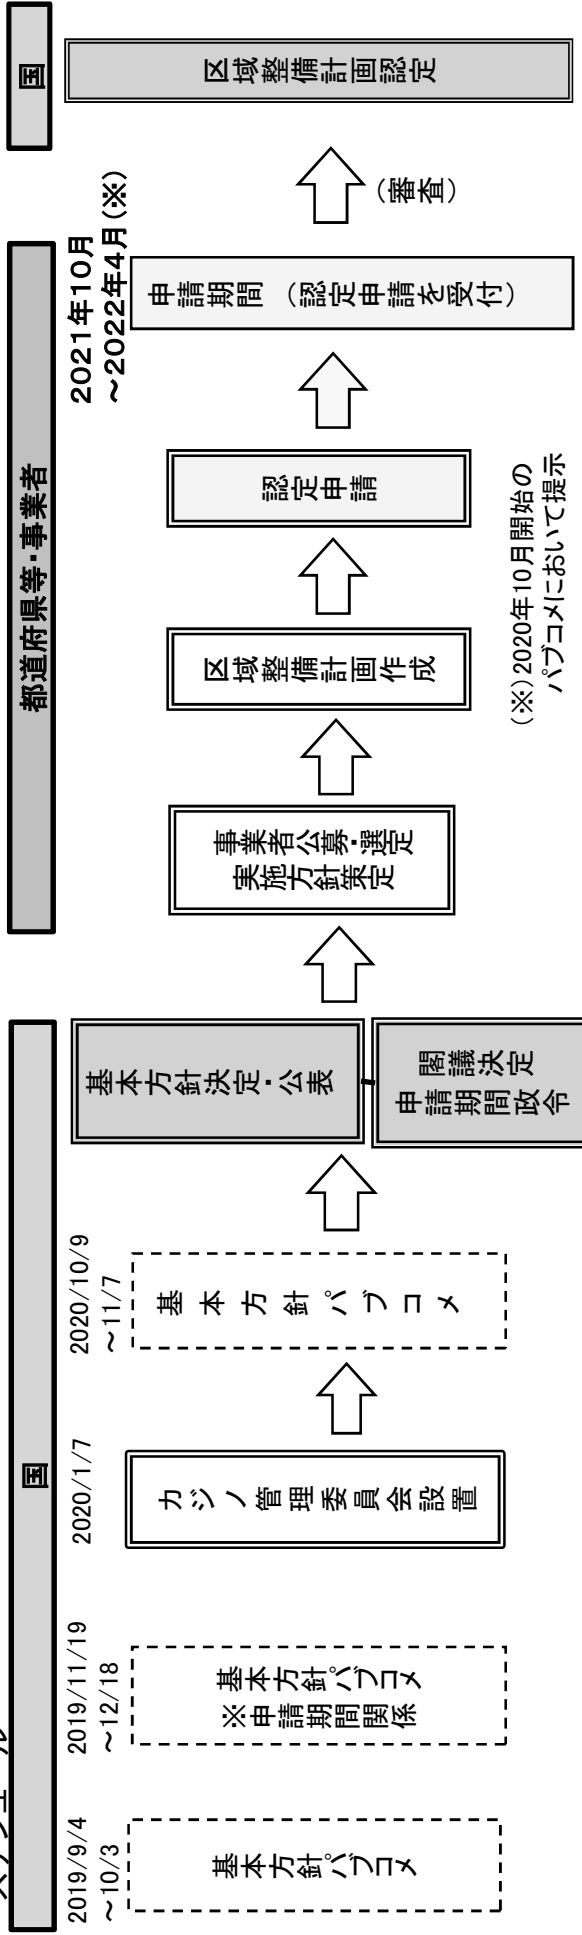 国
2019/9/4
～10/3
基本方針パブコメ
2019/11/19
～12/18
基本方針パブコメ
※申請期間関係
2020/1/7
カジノ管理委員会設置
2020/10/9
～11/7
基本方針パブコメ
基本方針決定・公表
閣議決定
申請期間政令
都道府県等・事業者
事業者公募・選定
実施方針策定
区域整備計画作成
認定申請
2021年10月
～2022年4月(※)
申請期間（認定申請を受付）
(※)2020年10月開始の
パブコメにおいて提示
(審査)
国
区域整備計画認定